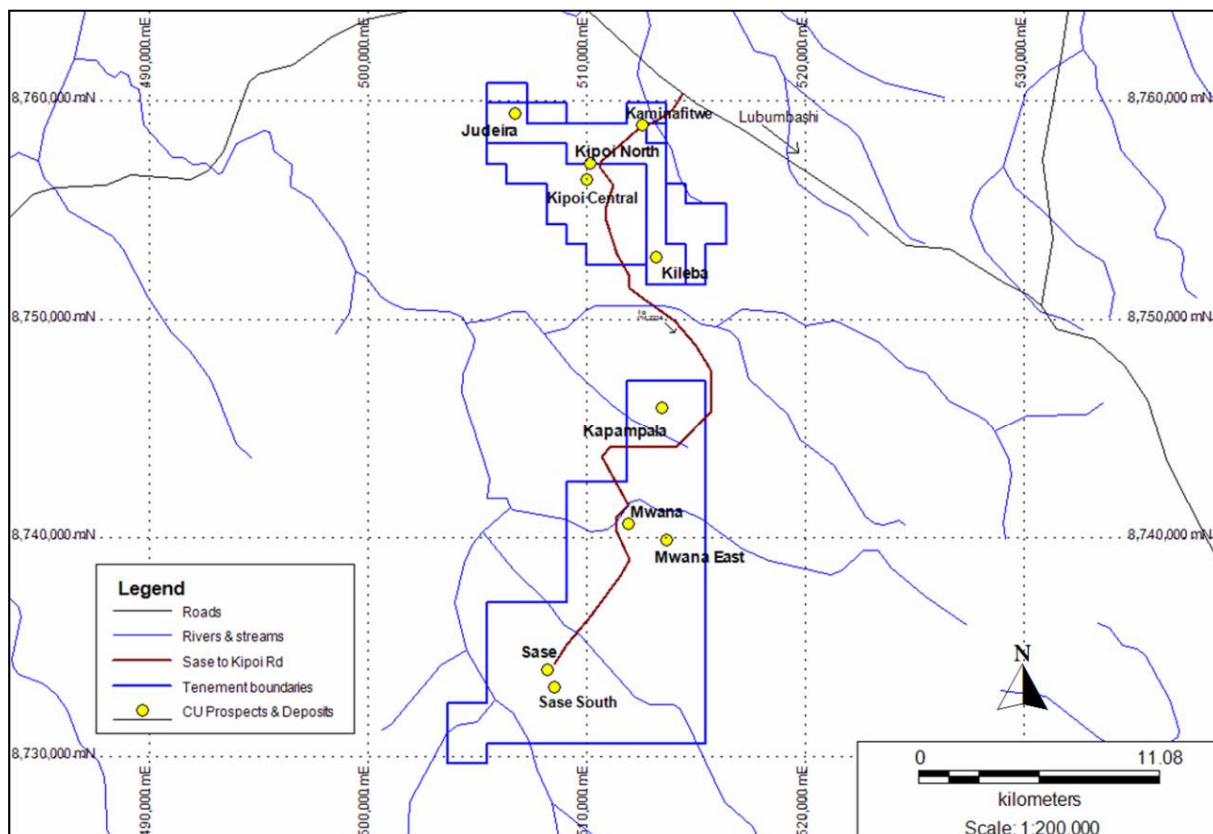 490,000 mE
500,000 mE
510,000 mE
520,000 mE
530,000 mE
8,760,000 mN
8,760,000 mN
Kaminafitwe
Lubumbashi
Judeira
Kipoi North
Kipoi Central
Kileba
8,750,000 mN
8,750,000 mN
Kapampala
Mwana
8,740,000 mN
8,740,000 mN
Mwana East
Legend
Roads
Rivers & streams
Sase to Kipoi Rd
Tenement boundaries
CU Prospects & Deposits
Sase
Sase South
N
8,730,000 mN
0
11.08
kilometers
Scale: 1:200 000
490,000 mE
500,000 mE
510,000 mE
520,000 mE